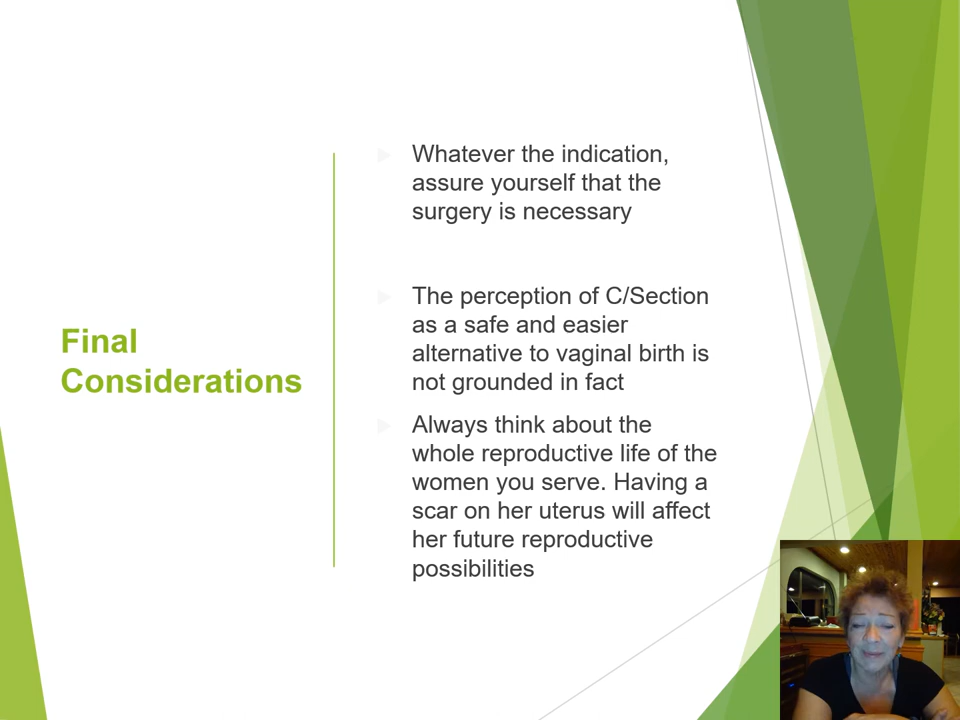 Final
Considerations
Whatever the indication,
assure yourself that the
surgery is necessary
The perception of C/Section
as a safe and easier
alternative to vaginal birth is
not grounded in fact
Always think about the
whole reproductive life of the
women you serve. Having a
scar on her uterus will affect
her future reproductive
possibilities